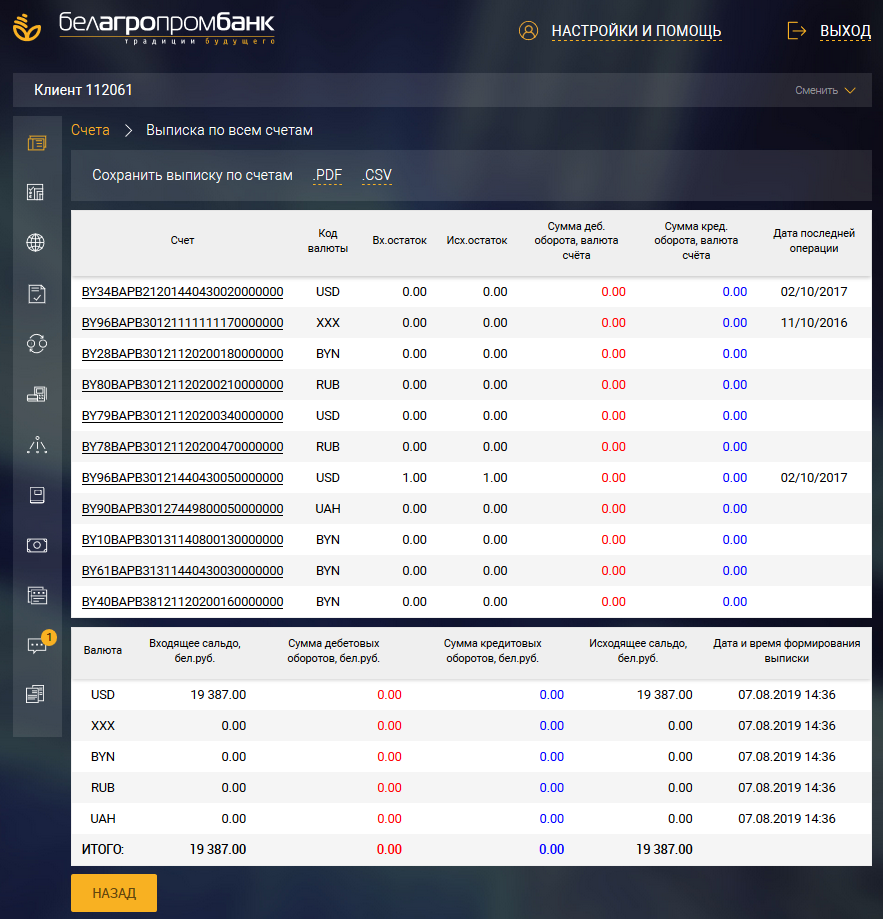 белагропромбанк
традиции будущего
НАСТРОЙКИ И ПОМОЩЬ
ВЫХОД
Клиент 112061
Сменить
Счета > Выписка по всем счетам
Сохранить выписку по счетам .PDF .CSV
Счет Код валюты Вх.остаток Исх.остаток Сумма деб. оборота, валюта счёта Сумма кред. оборота, валюта счёта Дата последней операции
BY34BAPB21201440430020000000 USD 0.00 0.00 0.00 0.00 02/10/2017
BY96BAPB30121111111170000000 XXX 0.00 0.00 0.00 0.00 11/10/2016
BY28BAPB30121120200180000000 BYN 0.00 0.00 0.00 0.00
BY80BAPB30121120200210000000 RUB 0.00 0.00 0.00 0.00
BY79BAPB30121120200340000000 USD 0.00 0.00 0.00 0.00
BY78BAPB30121120200470000000 RUB 0.00 0.00 0.00 0.00
BY96BAPB30121440430050000000 USD 1.00 1.00 0.00 0.00 02/10/2017
BY90BAPB30127449800050000000 UAH 0.00 0.00 0.00 0.00
BY10BAPB30131140800130000000 BYN 0.00 0.00 0.00 0.00
BY61BAPB31311440430030000000 BYN 0.00 0.00 0.00 0.00
BY40BAPB38121120200160000000 BYN 0.00 0.00 0.00 0.00
1
Валюта Входящее сальдо, бел.руб. Сумма дебетовых оборотов, бел.руб. Сумма кредитовых оборотов, бел.руб. Исходящее сальдо, бел.руб. Дата и время формирования выписки
USD 19 387.00 0.00 0.00 19 387.00 07.08.2019 14:36
XXX 0.00 0.00 0.00 0.00 07.08.2019 14:36
BYN 0.00 0.00 0.00 0.00 07.08.2019 14:36
RUB 0.00 0.00 0.00 0.00 07.08.2019 14:36
UAH 0.00 0.00 0.00 0.00 07.08.2019 14:36
ИТОГО: 19 387.00 0.00 0.00 19 387.00
НАЗАД